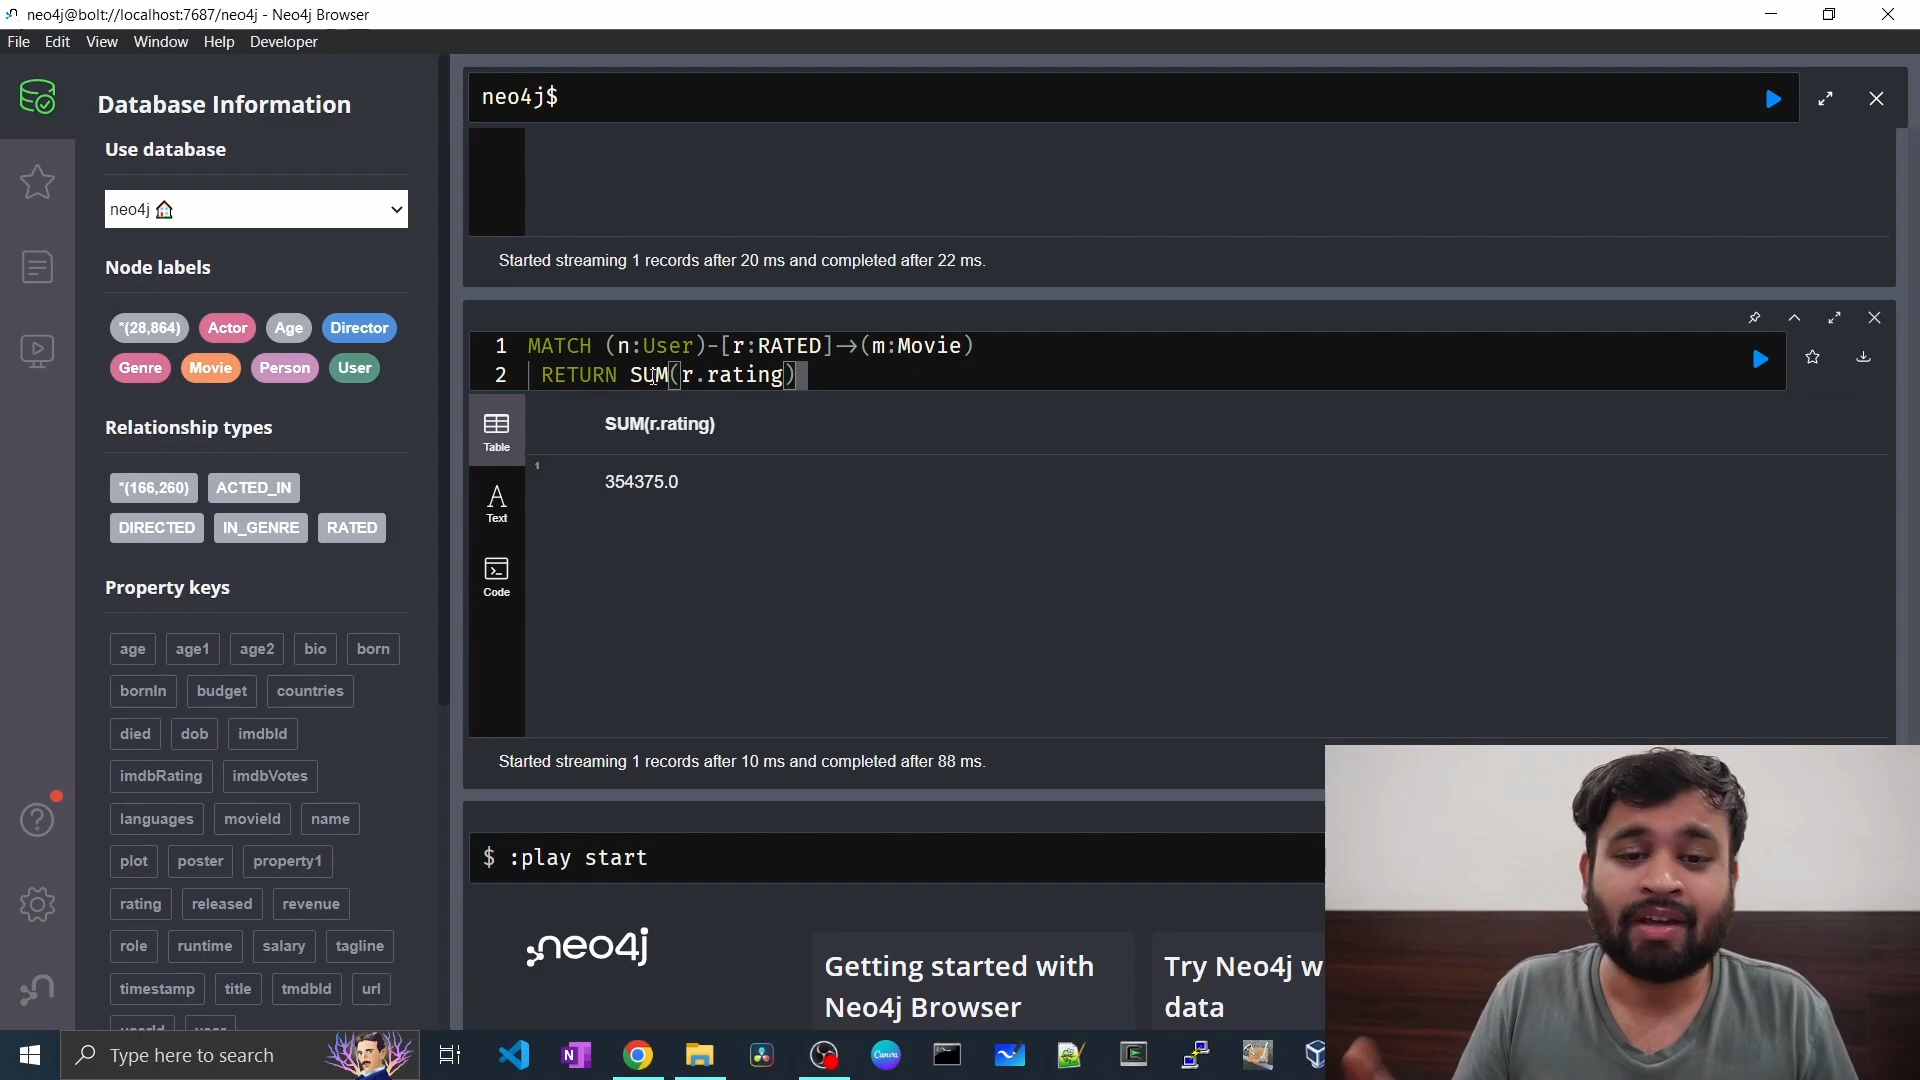 neo4j@bolt://localhost:7687/neo4j - Neo4j Browser
File Edit View Window Help Developer
Database Information
Use database
neo4j
Node labels
*(28,864) Actor Age Director
Genre Movie Person User
Relationship types
*(166,260) ACTED_IN
DIRECTED IN_GENRE RATED
Property keys
age age1 age2 bio born
bornIn budget countries
died dob imdbId
imdbRating imdbVotes
languages movieId name
plot poster property1
rating released revenue
role runtime salary tagline
timestamp title tmdbId url
userId year
neo4j$
Started streaming 1 records after 20 ms and completed after 22 ms.
1 MATCH (n:User)-[r:RATED]->(m:Movie)
2 RETURN SUM(r.rating)
Table
Text
Code
SUM(r.rating)
1
354375.0
Started streaming 1 records after 10 ms and completed after 88 ms.
$ :play start
neo4j
Getting started with
Neo4j Browser
Try Neo4j w
data
Type here to search
Canva